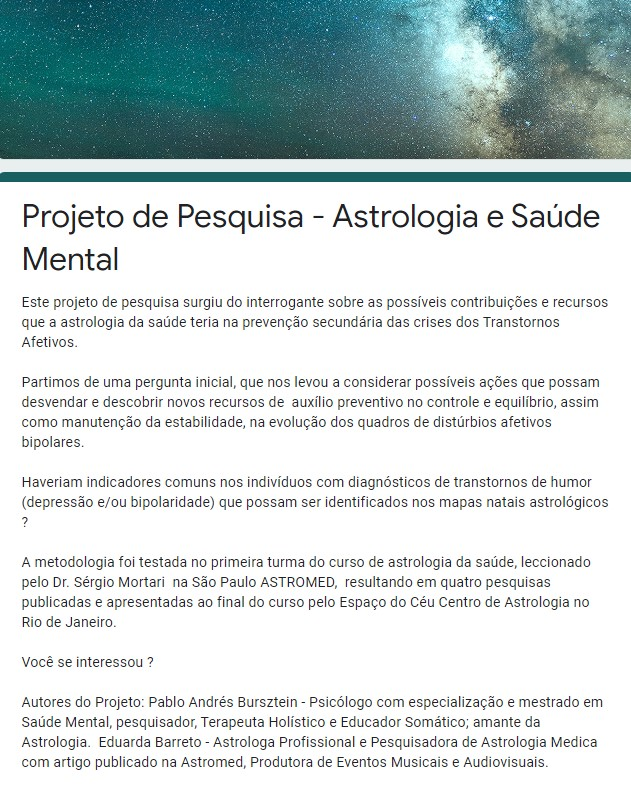 Projeto de Pesquisa - Astrologia e Saúde
Mental
Este projeto de pesquisa surgiu do interrogante sobre as possíveis contribuições e recursos
que a astrologia da saúde teria na prevenção secundária das crises dos Transtornos
Afetivos.
Partimos de uma pergunta inicial, que nos levou a considerar possíveis ações que possam
desvendar e descobrir novos recursos de  auxílio preventivo no controle e equilíbrio, assim
como manutenção da estabilidade, na evolução dos quadros de distúrbios afetivos
bipolares.
Haveriam indicadores comuns nos indivíduos com diagnósticos de transtornos de humor
(depressão e/ou bipolaridade) que possam ser identificados nos mapas natais astrológicos
?
A metodologia foi testada no primeira turma do curso de astrologia da saúde, leccionado
pelo Dr. Sérgio Mortari  na São Paulo ASTROMED,  resultando em quatro pesquisas
publicadas e apresentadas ao final do curso pelo Espaço do Céu Centro de Astrologia no
Rio de Janeiro.
Você se interessou ?
Autores do Projeto: Pablo Andrés Bursztein - Psicólogo com especialização e mestrado em
Saúde Mental, pesquisador, Terapeuta Holístico e Educador Somático; amante da
Astrologia.  Eduarda Barreto - Astrologa Profissional e Pesquisadora de Astrologia Medica
com artigo publicado na Astromed, Produtora de Eventos Musicais e Audiovisuais.